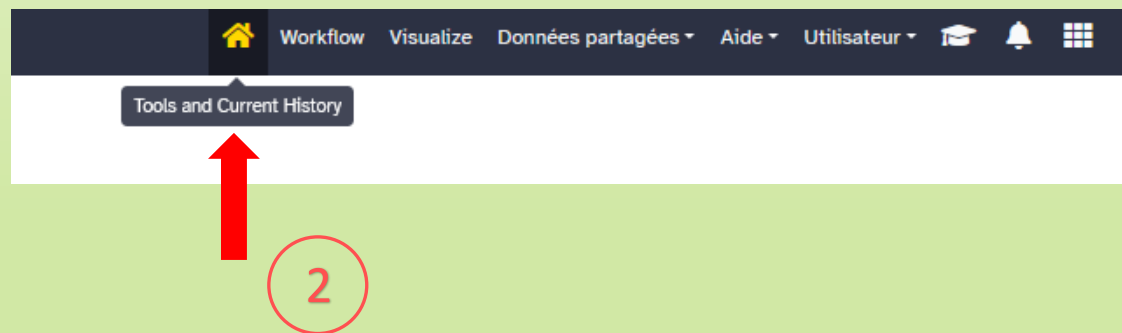 Workflow Visualize Données partagées Aide Utilisateur
Tools and Current History
2